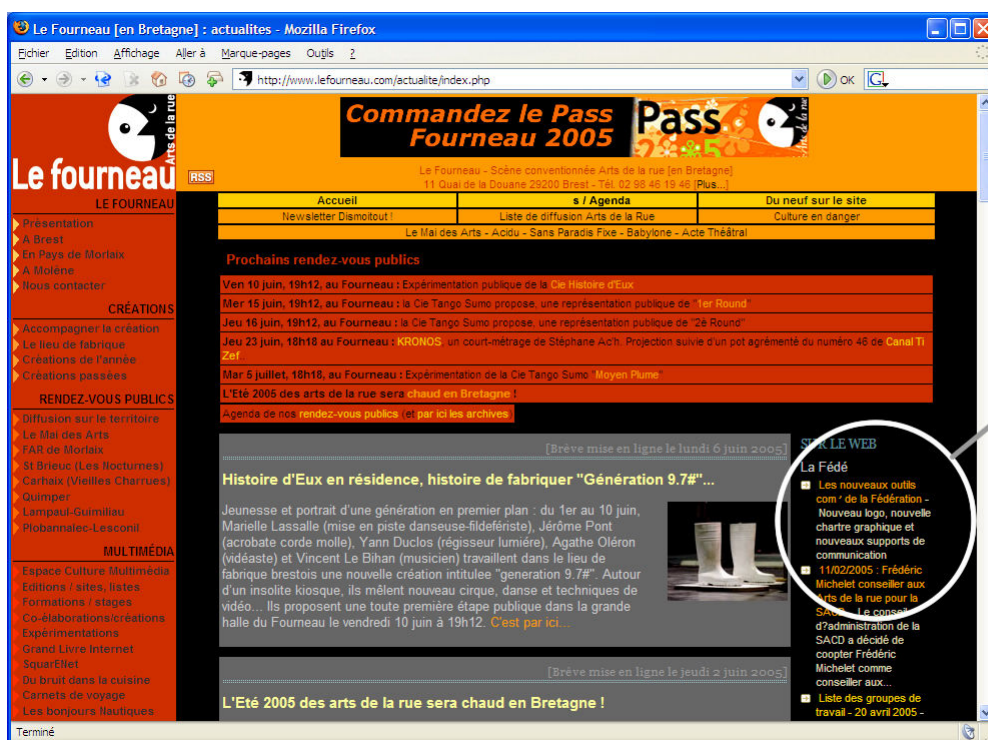 Le Fourneau [en Bretagne] : actualites - Mozilla Firefox
Fichier Edition Affichage Aller à Marque-pages Outils ?
http://www.lefourneau.com/actualite/index.php
OK
Arts de la rue
Le fourneau
RSS
Commandez le Pass
Fourneau 2005
Pass
Le Fourneau - Scène conventionnée Arts de la rue [en Bretagne]
11 Quai de la Douane 29200 Brest - Tél. 02 98 46 19 46 [Plus...]
Accueil
s / Agenda
Du neuf sur le site
Newsletter Dismoitout !
Liste de diffusion Arts de la Rue
Culture en danger
Le Mai des Arts - Acidu - Sans Paradis Fixe - Babylone - Acte Théâtral
LE FOURNEAU
Présentation
A Brest
En Pays de Morlaix
A Molène
Nous contacter
CRÉATIONS
Accompagner la création
Le lieu de fabrique
Créations de l'année
Créations passées
RENDEZ-VOUS PUBLICS
Diffusion sur le territoire
Le Mai des Arts
FAR de Morlaix
St Brieuc (Les Nocturnes)
Carhaix (Vieilles Charrues)
Quimper
Lampaul-Guimiliau
Plobannalec-Lesconil
MULTIMÉDIA
Espace Culture Multimédia
Editions / sites, listes
Formations / stages
Co-élaborations/créations
Expérimentations
Grand Livre Internet
SquarENet
Du bruit dans la cuisine
Carnets de voyage
Les bonjours Nautiques
Prochains rendez-vous publics
Ven 10 juin, 19h12, au Fourneau : Expérimentation publique de la Cie Histoire d'Eux
Mer 15 juin, 19h12, au Fourneau : la Cie Tango Sumo propose, une représentation publique de "1er Round"
Jeu 16 juin, 19h12, au Fourneau : la Cie Tango Sumo propose, une représentation publique de "2è Round"
Jeu 23 juin, 18h18 au Fourneau : KRONOS, un court-métrage de Stéphane Ac'h. Projection suivie d'un pot agrémenté du numéro 46 de Canal Ti
Zef .
Mar 5 juillet, 18h18, au Fourneau : Expérimentation de la Cie Tango Sumo "Moyen Plume"
L'Eté 2005 des arts de la rue sera chaud en Bretagne !
Agenda de nos rendez-vous publics (et par ici les archives)
[Brève mise en ligne le lundi 6 juin 2005]
Histoire d'Eux en résidence, histoire de fabriquer "Génération 9.7#"...
Jeunesse et portrait d'une génération en premier plan : du 1er au 10 juin,
Marielle Lassalle (mise en piste danseuse-fildefériste), Jérôme Pont
(acrobate corde molle), Yann Duclos (régisseur lumiére), Agathe Oléron
(vidéaste) et Vincent Le Bihan (musicien) travaillent dans le lieu de
fabrique brestois une nouvelle création intitulee "generation 9.7#". Autour
d'un insolite kiosque, ils mêlent nouveau cirque, danse et techniques de
vidéo... Ils proposent une toute première étape publique dans la grande
halle du Fourneau le vendredi 10 juin à 19h12. C'est par ici...
[Brève mise en ligne le jeudi 2 juin 2005]
L'Eté 2005 des arts de la rue sera chaud en Bretagne !
SUR LE WEB
La Fédé
Les nouveaux outils
com ' de la Fédération -
Nouveau logo, nouvelle
chartre graphique et
nouveaux supports de
communication
11/02/2005 : Frédéric
Michelet conseiller aux
Arts de la rue pour la
SACD - Le conseil
d?administration de la
SACD a décidé de
coopter Frédéric
Michelet comme
conseiller aux...
Liste des groupes de
travail - 20 avril 2005 -
Terminé